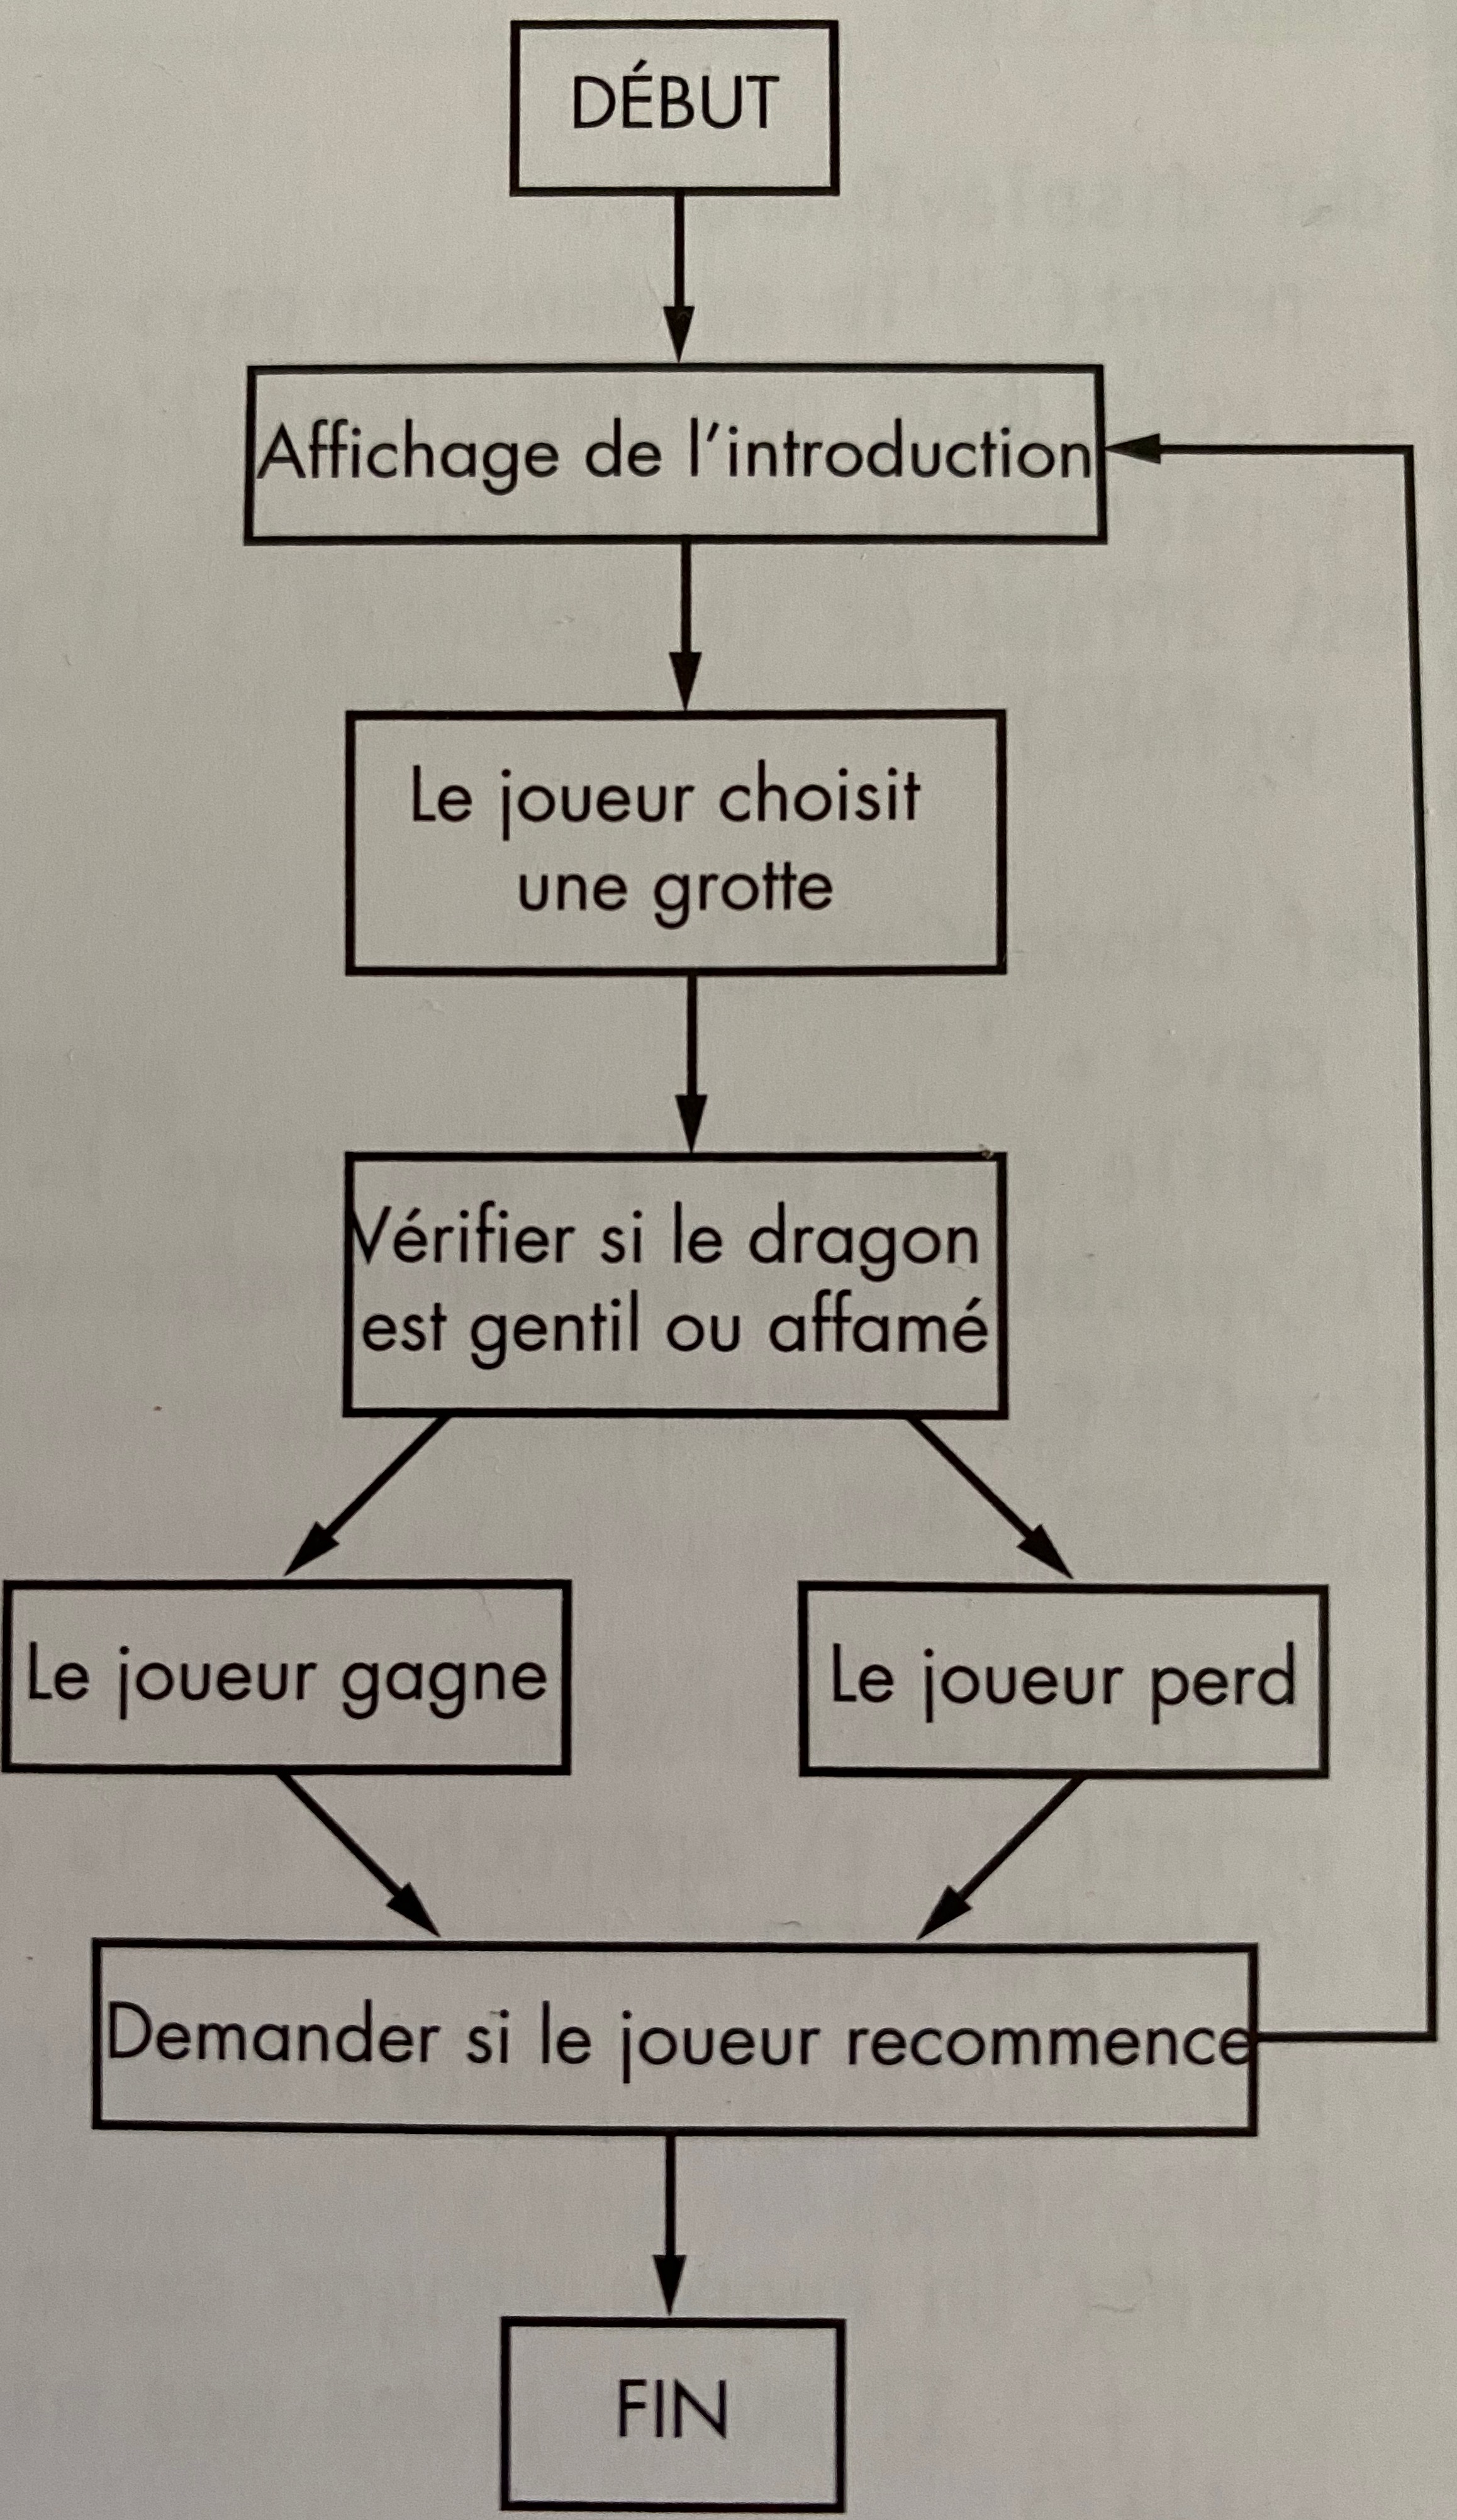 DÉBUT
Affichage de l'introduction
Le joueur choisit
une grotte
Vérifier si le dragon
est gentil ou affamé
Le joueur gagne
Le joueur perd
Demander si le joueur recommence
FIN